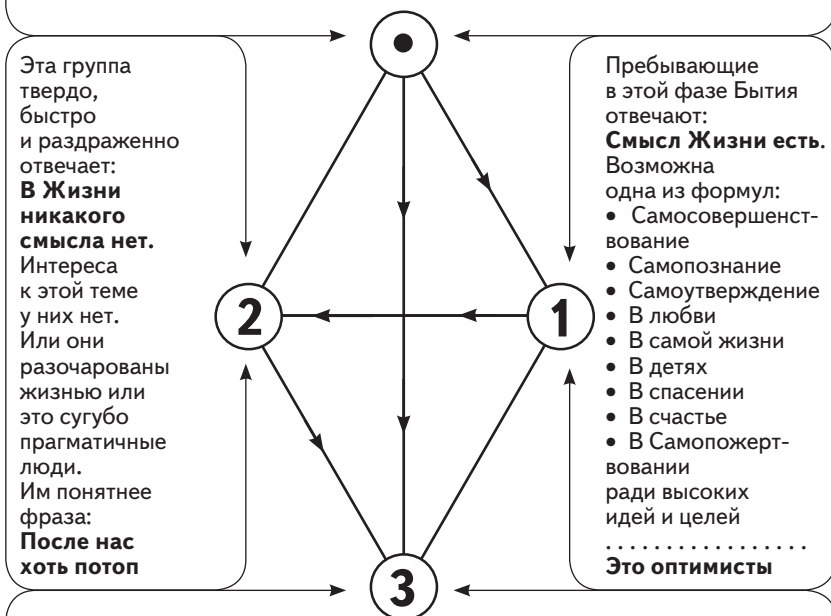 Эта группа
твердо,
быстро
и раздраженно
отвечает:
В Жизни
никакого
смысла нет.
Интереса
к этой теме
у них нет.
Или они
разочарованы
жизнью или
это сугубо
прагматичные
люди.
Им понятнее
фраза:
После нас
хоть потоп
2
1
3
Пребывающие
в этой фазе Бытия
отвечают:
Смысл Жизни есть.
Возможна
одна из формул:
• Самосовершенст-
вование
• Самопознание
• Самоутверждение
• В любви
• В самой жизни
• В детях
• В спасении
• В счастье
• В Самопожерт-
вовании
ради высоких
идей и целей
. . . . . . . . . . . . . . . . .
Это оптимисты